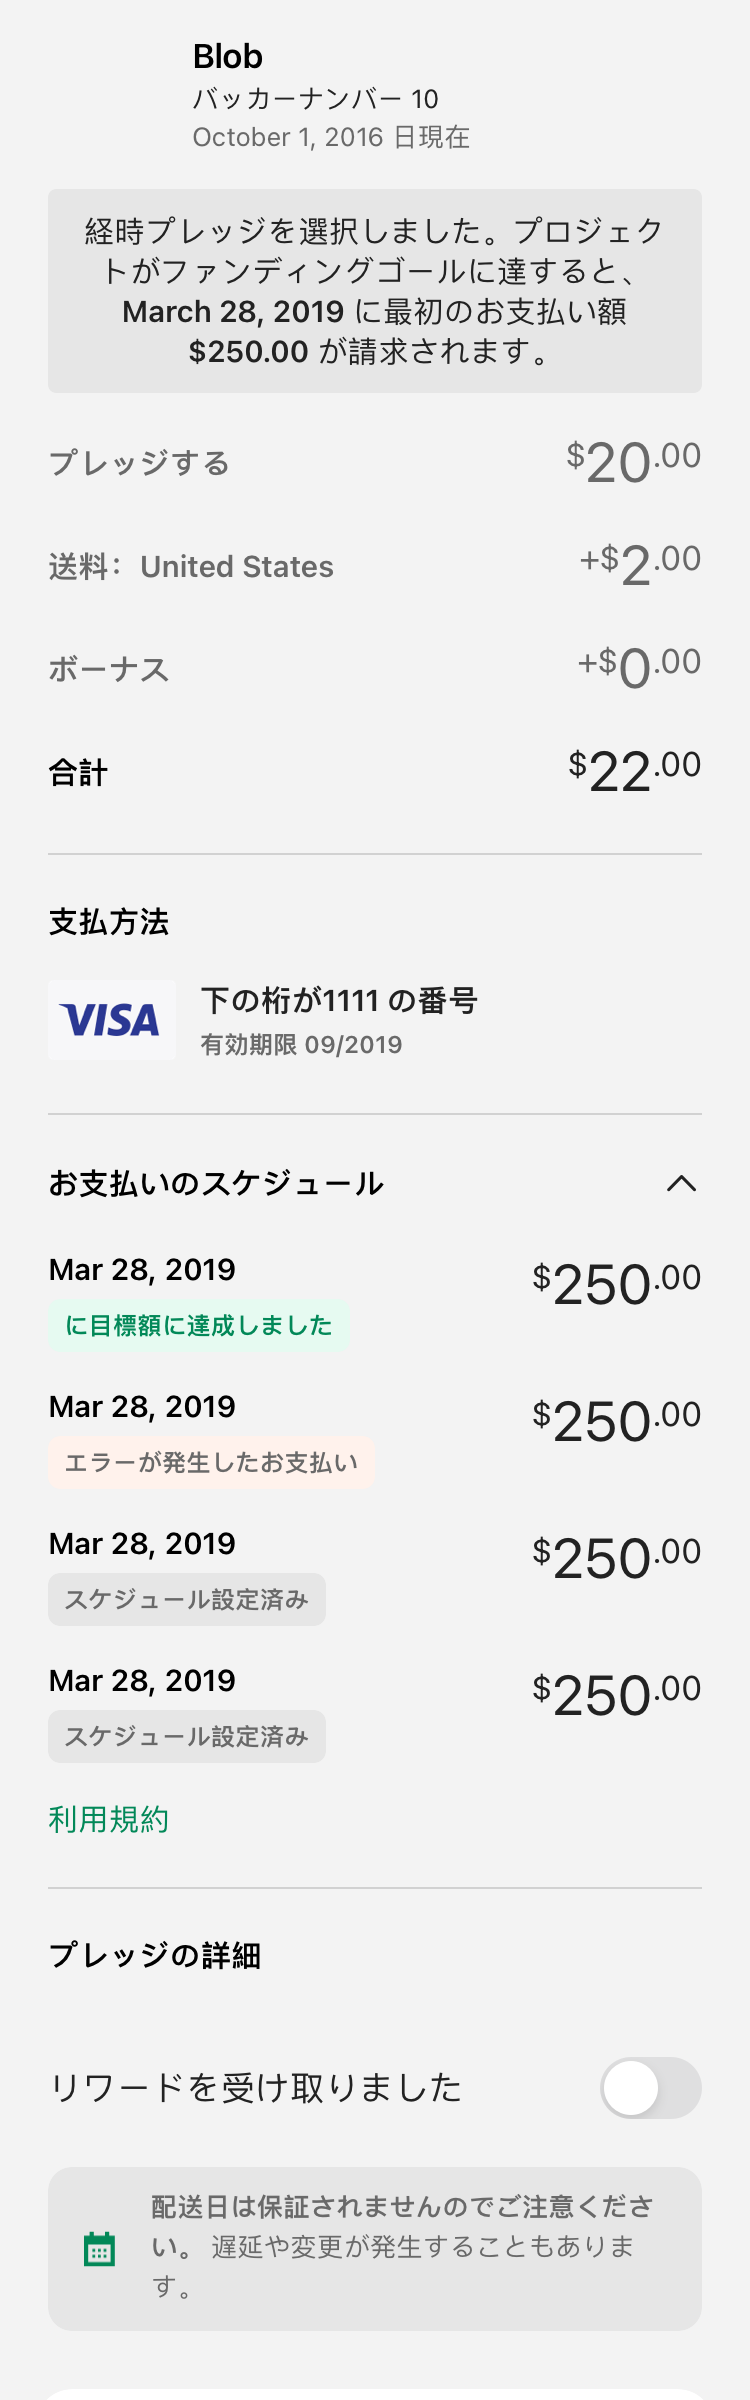 Blob
バッカーナンバー 10
October 1, 2016 日現在
経時プレッジを選択しました。プロジェク
トがファンディングゴールに達すると、
March 28, 2019 に最初のお支払い額
$250.00 が請求されます。
プレッジする $20.00
送料： United States +$2.00
ボーナス +$0.00
合計 $22.00
支払方法
VISA
下の桁が1111 の番号
有効期限 09/2019
お支払いのスケジュール
Mar 28, 2019 $250.00
に目標額に達成しました
Mar 28, 2019 $250.00
エラーが発生したお支払い
Mar 28, 2019 $250.00
スケジュール設定済み
Mar 28, 2019 $250.00
スケジュール設定済み
利用規約
プレッジの詳細
リワードを受け取りました
配送日は保証されませんのでご注意くださ
い。 遅延や変更が発生することもありま
す。